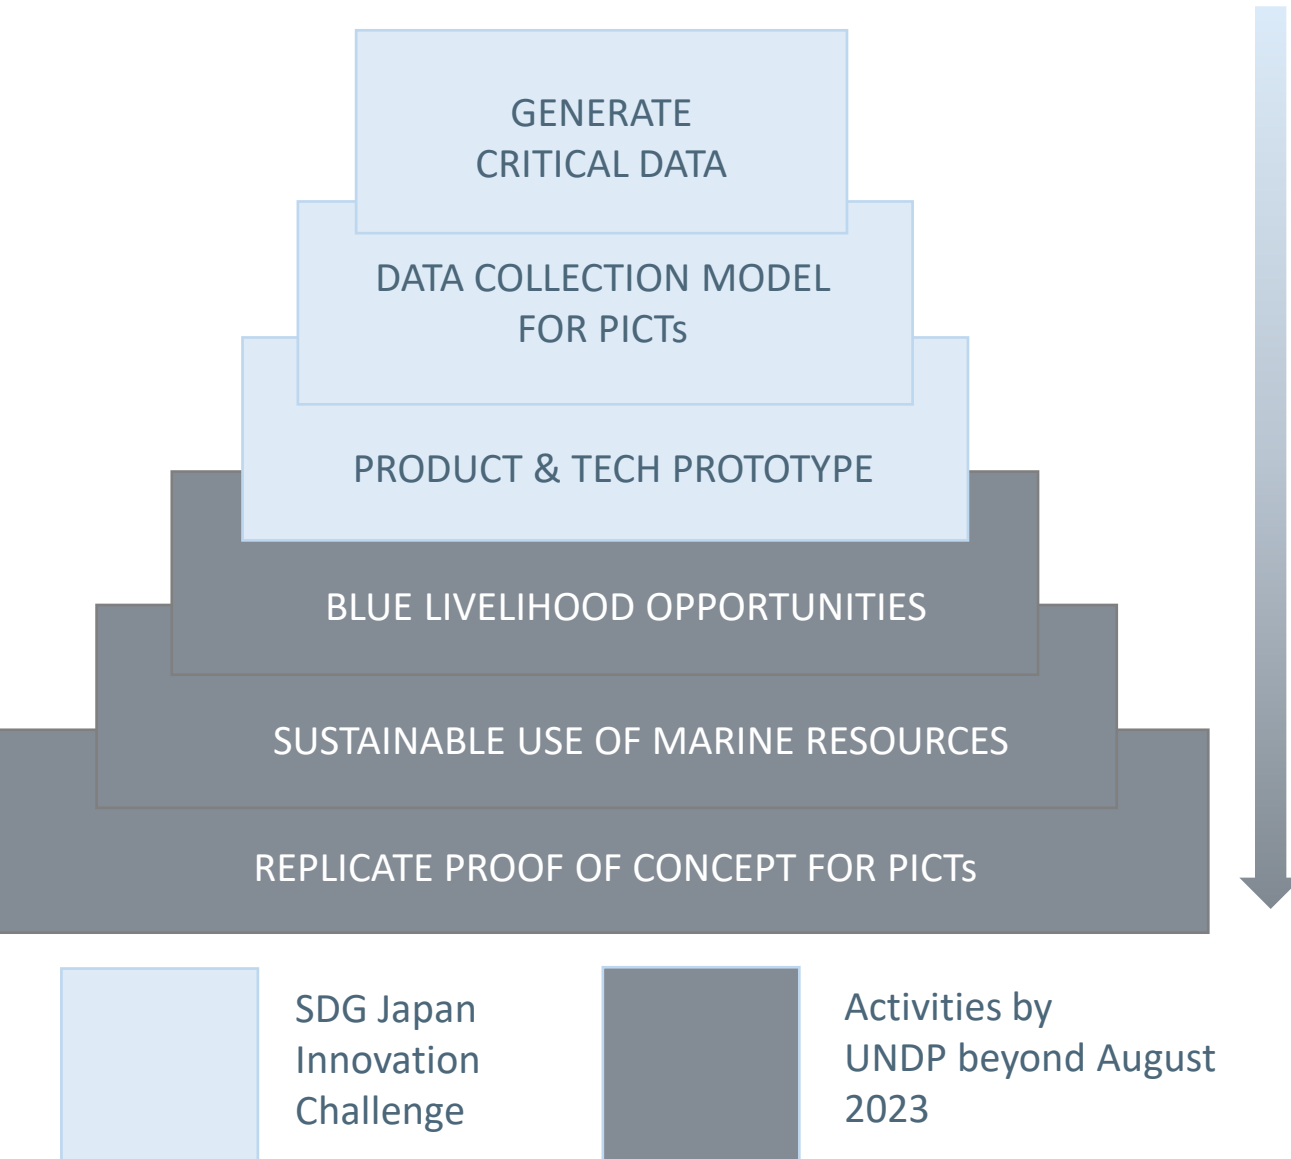 GENERATE
CRITICAL DATA
DATA COLLECTION MODEL
FOR PICTs
PRODUCT & TECH PROTOTYPE
BLUE LIVELIHOOD OPPORTUNITIES
SUSTAINABLE USE OF MARINE RESOURCES
REPLICATE PROOF OF CONCEPT FOR PICTs
SDG Japan
Innovation
Challenge
Activities by
UNDP beyond August
2023